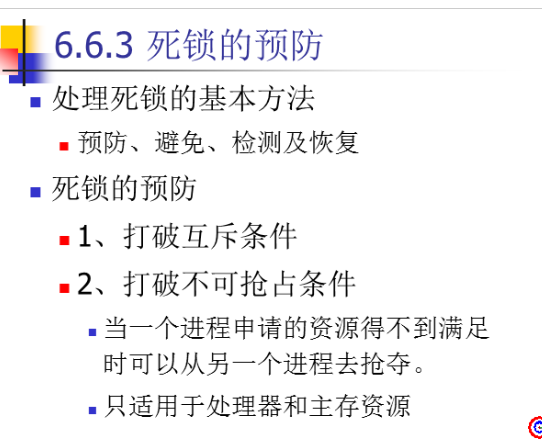 6.6.3 死锁的预防
处理死锁的基本方法
预防、避免、检测及恢复
死锁的预防
1、打破互斥条件
2、打破不可抢占条件
当一个进程申请的资源得不到满足
时可以从另一个进程去抢夺。
只适用于处理器和主存资源